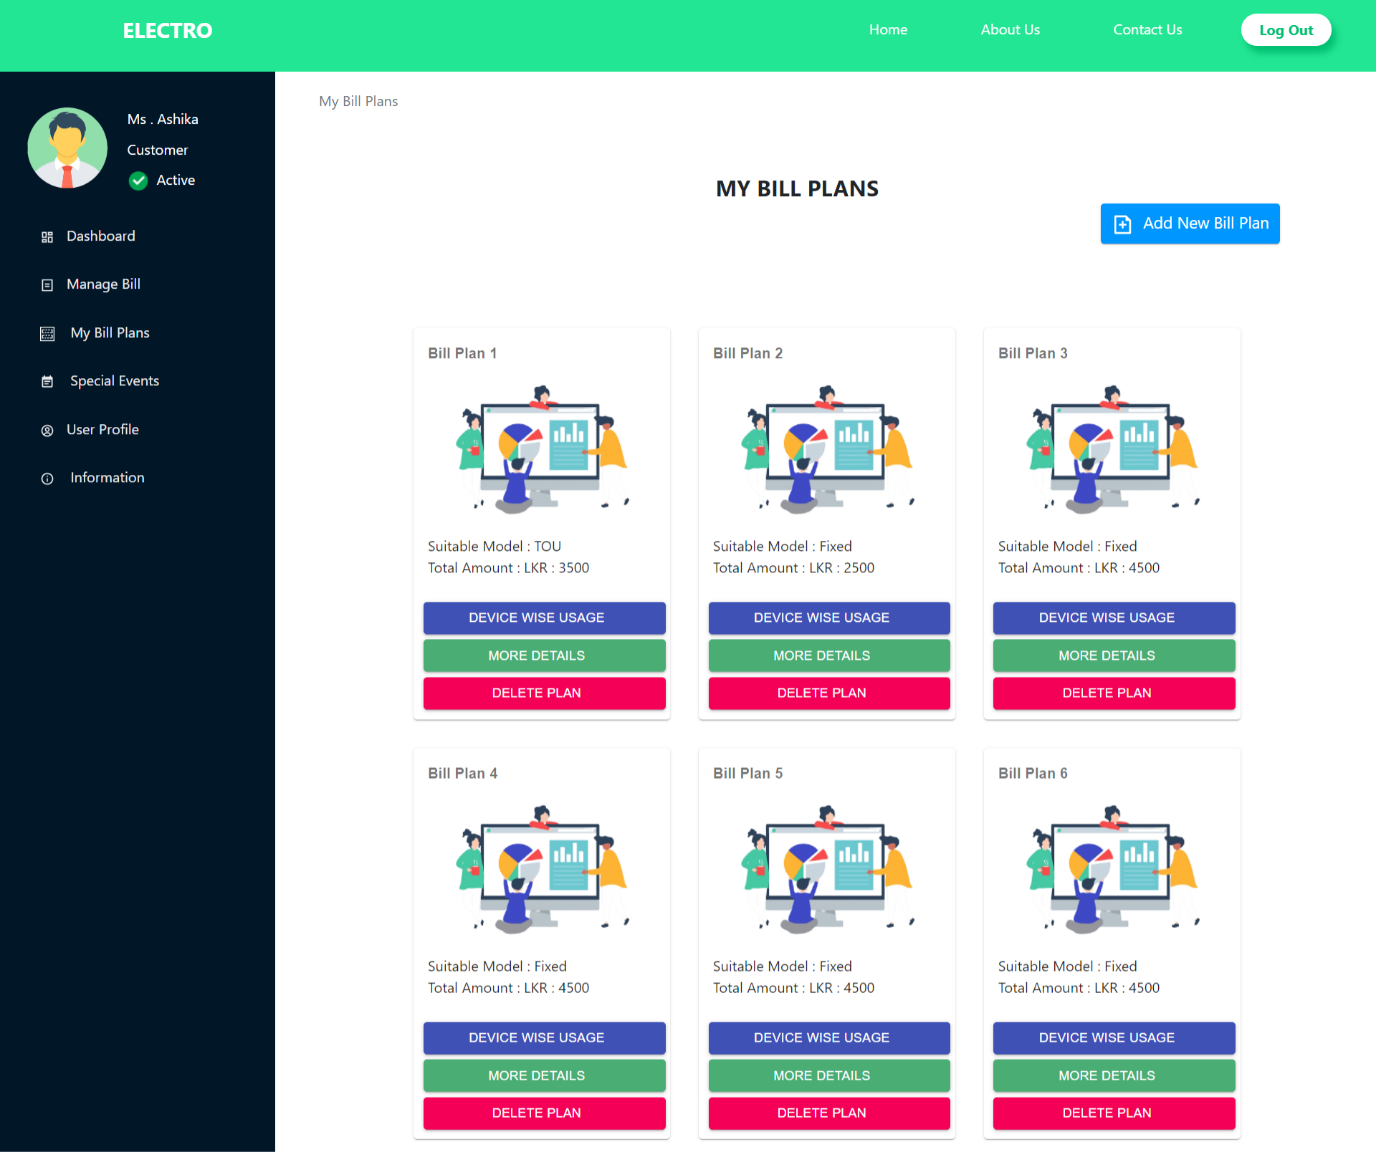 ELECTRO
Home
About Us
Contact Us
Log Out
Ms . Ashika
Customer
Active
Dashboard
Manage Bill
My Bill Plans
Special Events
User Profile
Information
My Bill Plans
MY BILL PLANS
Add New Bill Plan
Bill Plan 1
Suitable Model : TOU
Total Amount : LKR : 3500
DEVICE WISE USAGE
MORE DETAILS
DELETE PLAN
Bill Plan 2
Suitable Model : Fixed
Total Amount : LKR : 2500
DEVICE WISE USAGE
MORE DETAILS
DELETE PLAN
Bill Plan 3
Suitable Model : Fixed
Total Amount : LKR : 4500
DEVICE WISE USAGE
MORE DETAILS
DELETE PLAN
Bill Plan 4
Suitable Model : Fixed
Total Amount : LKR : 4500
DEVICE WISE USAGE
MORE DETAILS
DELETE PLAN
Bill Plan 5
Suitable Model : Fixed
Total Amount : LKR : 4500
DEVICE WISE USAGE
MORE DETAILS
DELETE PLAN
Bill Plan 6
Suitable Model : Fixed
Total Amount : LKR : 4500
DEVICE WISE USAGE
MORE DETAILS
DELETE PLAN